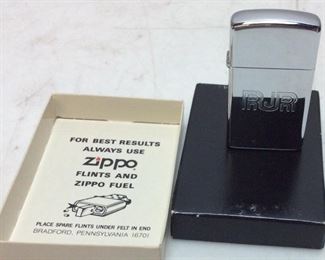 FOR BEST RESULTS
ALWAYS USE
zippo
FLINTS AND
ZIPPO FUEL
PLACE SPARE FLINTS UNDER FELT IN END
BRADFORD, PENNSYLVANIA 16701
RJR